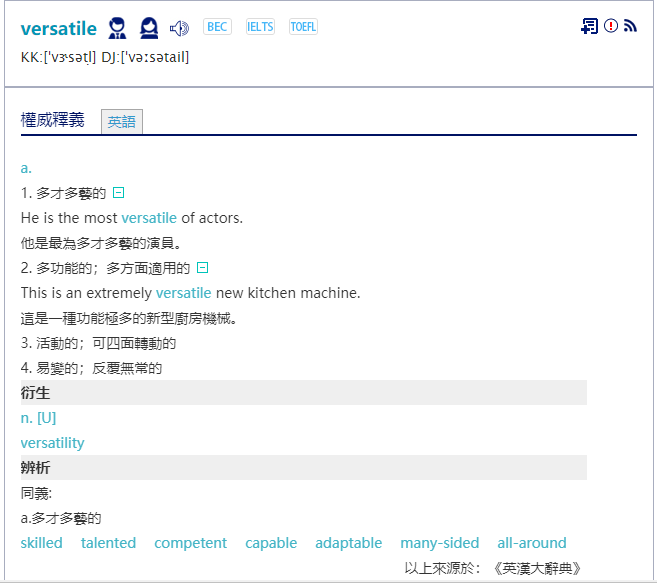 versatile BEC IELTS TOEFL
KK:[ˋvɝsətḷ] DJ:[ˈvəːsətail]
權威釋義 英語
a.
1. 多才多藝的
He is the most versatile of actors.
他是最為多才多藝的演員。
2. 多功能的；多方面適用的
This is an extremely versatile new kitchen machine.
這是一種功能極多的新型廚房機械。
3. 活動的；可四面轉動的
4. 易變的；反覆無常的
衍生
n. [U]
versatility
辨析
同義:
a.多才多藝的
skilled talented competent capable adaptable many-sided all-around
以上來源於：《英漢大辭典》